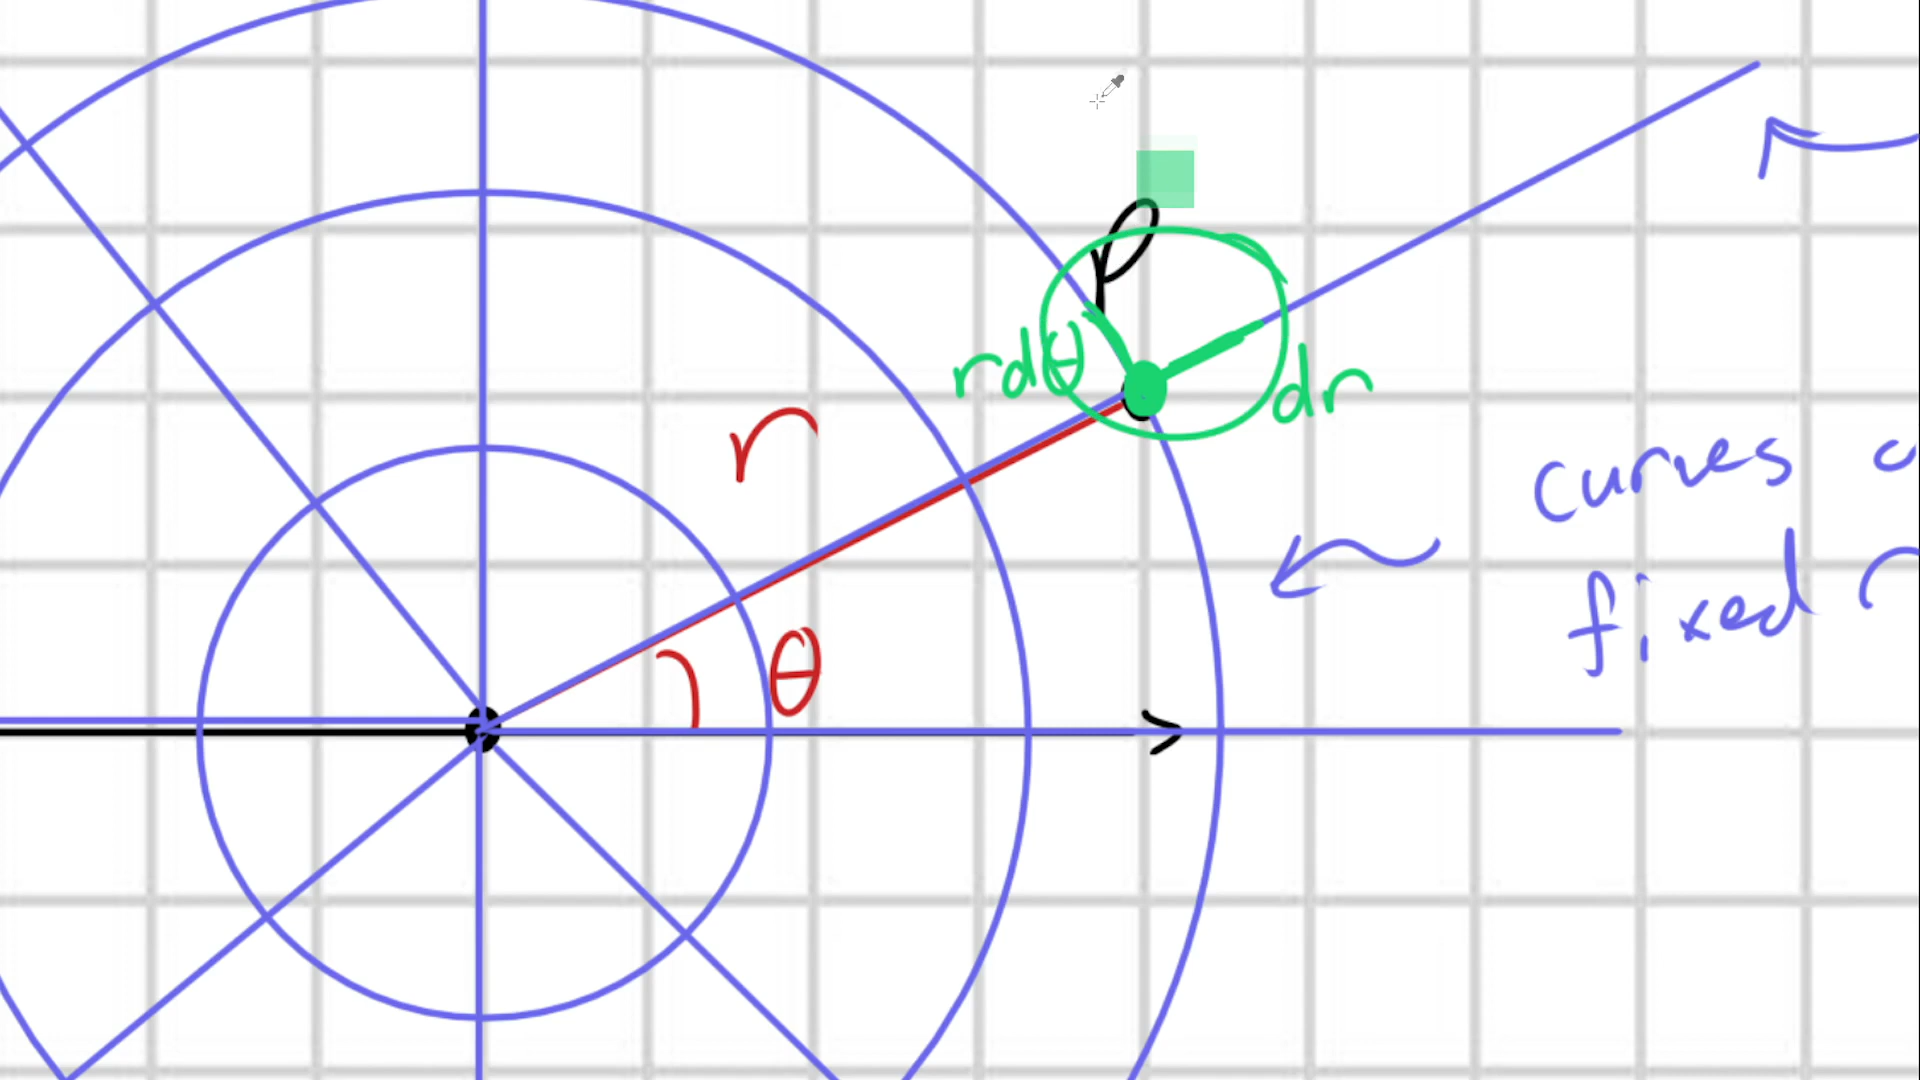 P
rdθ
dr
r
θ
curves
fixed r